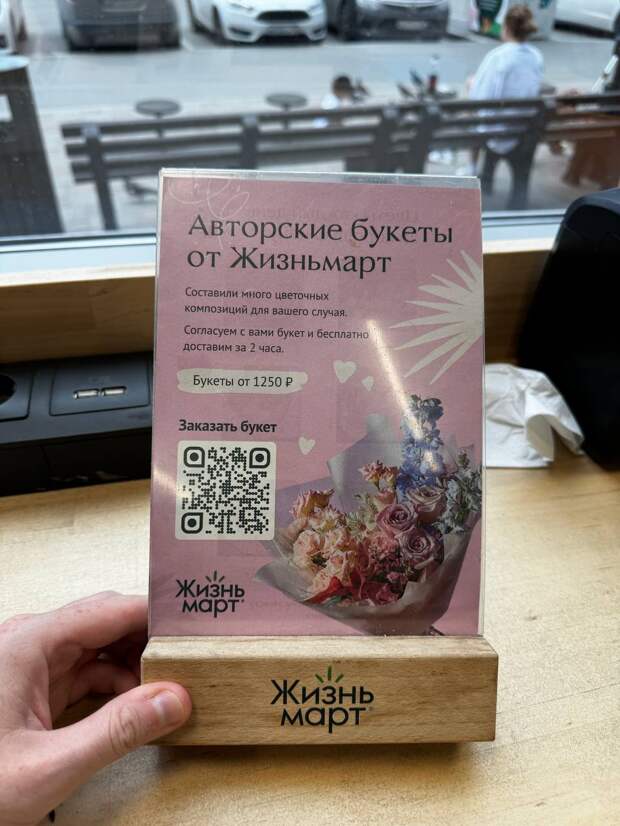 Авторские букеты
от Жизньмарт
Составили много цветочных
композиций для вашего случая.
Согласуем с вами букет и бесплатно
доставим за 2 часа.
Букеты от 1250 ₽
Заказать букет
Жизнь
март®
Жизнь
март®